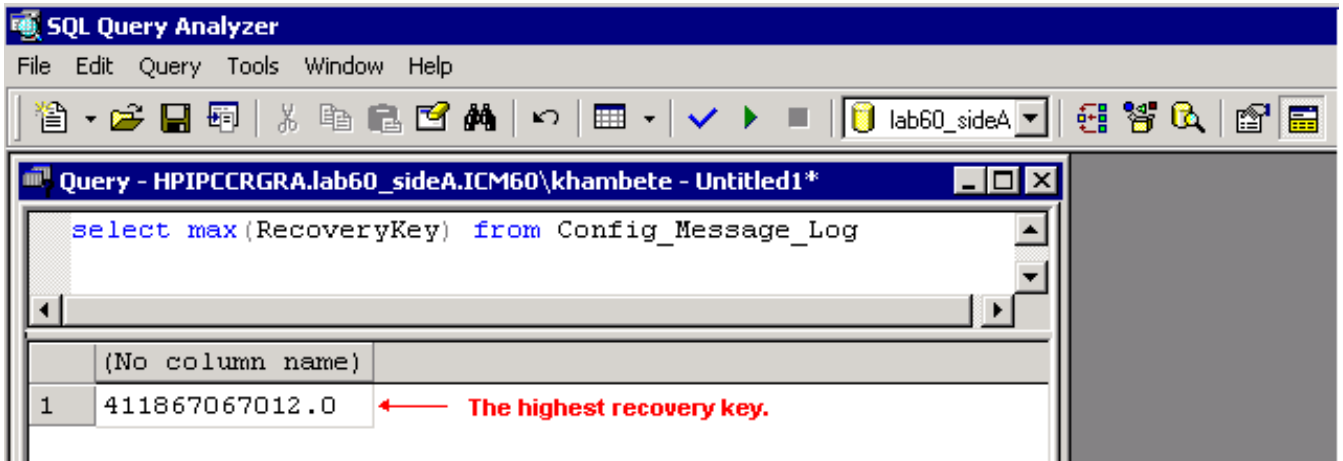 SQL Query Analyzer
File Edit Query Tools Window Help
lab60_sideA
Query - HPIPCCRGRA.lab60_sideA.ICM60\khambete - Untitled1*
select max(RecoveryKey) from Config_Message_Log
(No column name)
1 411867067012.0 The highest recovery key.